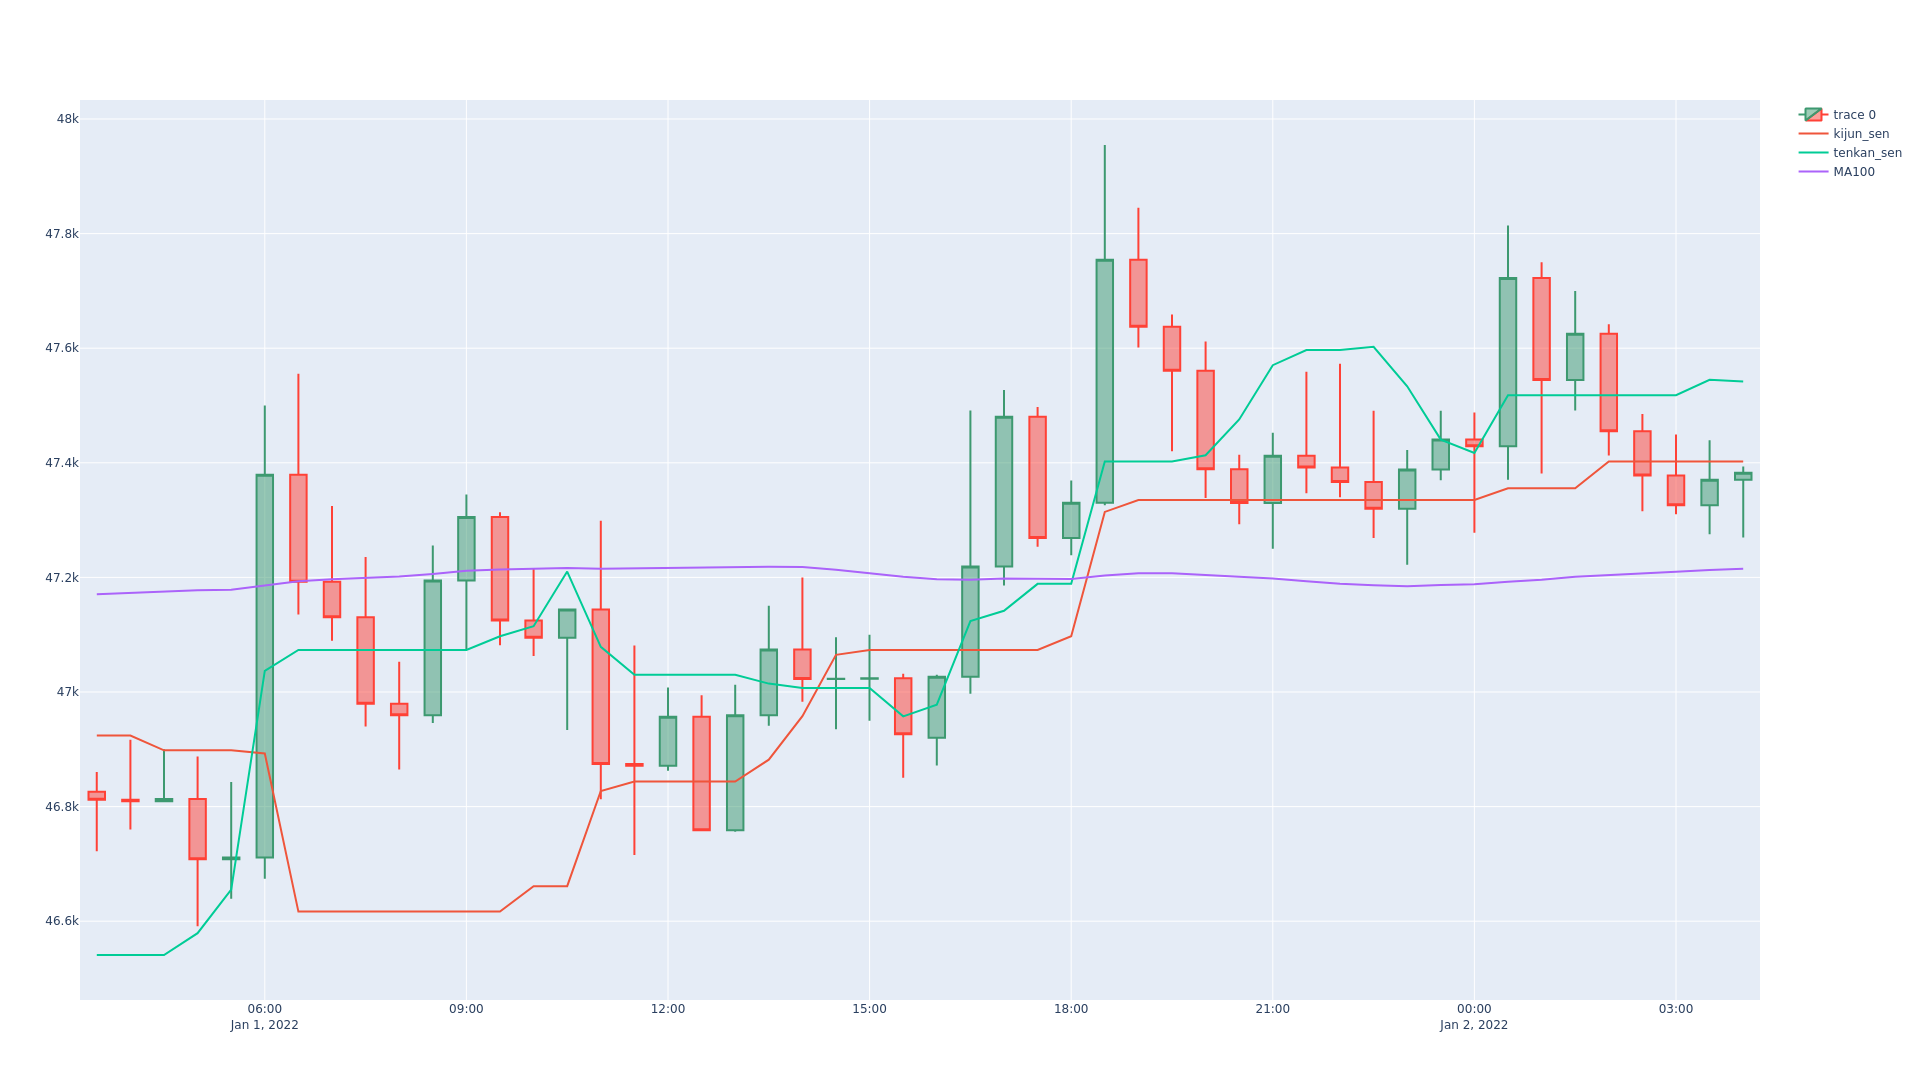 48k
47.8k
47.6k
47.4k
47.2k
47k
46.8k
46.6k
06:00
Jan 1, 2022
09:00
12:00
15:00
18:00
21:00
00:00
Jan 2, 2022
03:00
trace 0
kijun_sen
tenkan_sen
MA100